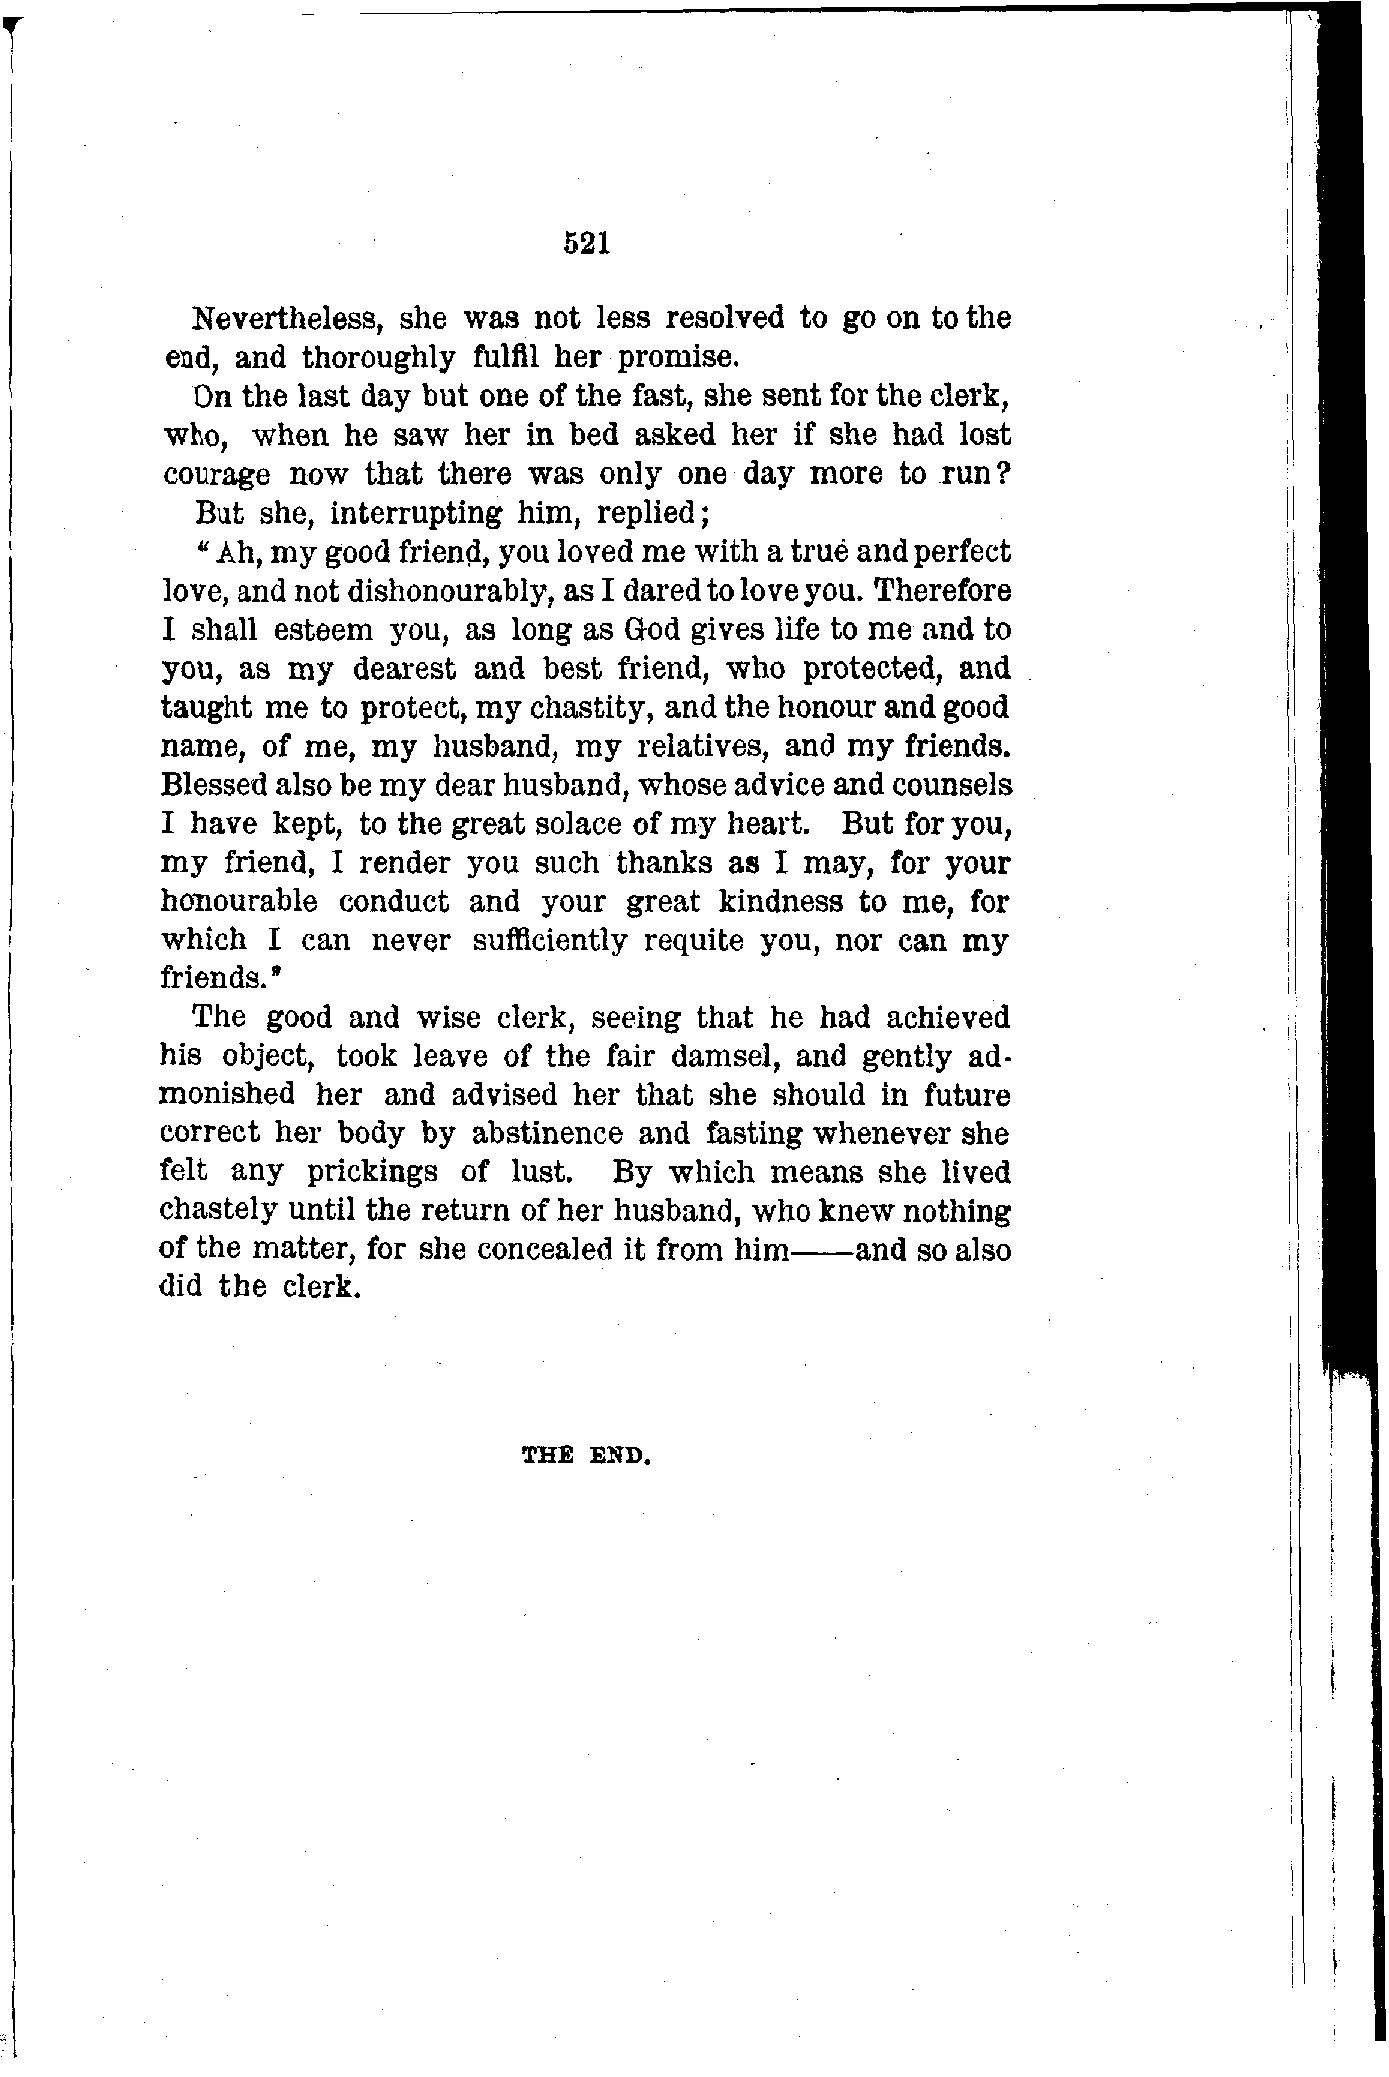 521
Nevertheless, she was not less resolved to go on to the
end, and thoroughly fulfil her promise.
On the last day but one of the fast, she sent for the clerk,
who, when he saw her in bed asked her if she had lost
courage now that there was only one day more to run?
But she, interrupting him, replied;
“Ah, my good friend, you loved me with a true and perfect
love, and not dishonourably, as I dared to love you. Therefore
I shall esteem you, as long as God gives life to me and to
you, as my dearest and best friend, who protected, and
taught me to protect, my chastity, and the honour and good
name, of me, my husband, my relatives, and my friends.
Blessed also be my dear husband, whose advice and counsels
I have kept, to the great solace of my heart. But for you,
my friend, I render you such thanks as I may, for your
honourable conduct and your great kindness to me, for
which I can never sufficiently requite you, nor can my
friends.”
The good and wise clerk, seeing that he had achieved
his object, took leave of the fair damsel, and gently ad-
monished her and advised her that she should in future
correct her body by abstinence and fasting whenever she
felt any prickings of lust. By which means she lived
chastely until the return of her husband, who knew nothing
of the matter, for she concealed it from him——and so also
did the clerk.
THE END.